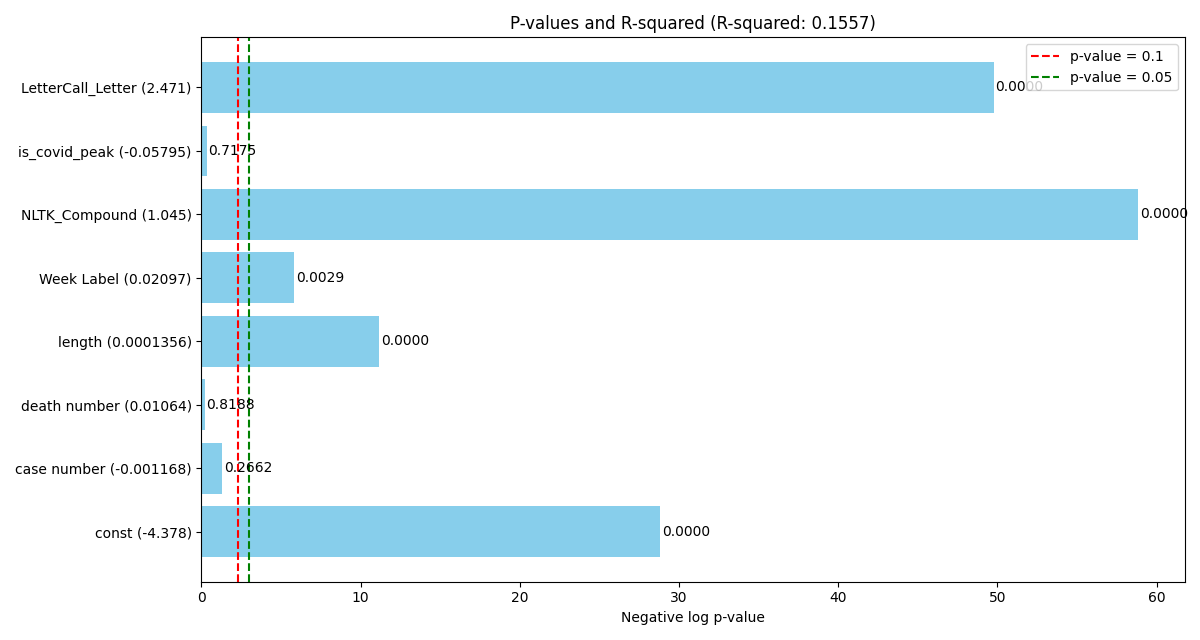 P-values and R-squared (R-squared: 0.1557)
p-value = 0.1
p-value = 0.05
LetterCall_Letter (2.471) 0.0000
is_covid_peak (-0.05795) 0.7175
NLTK_Compound (1.045) 0.0000
Week Label (0.02097) 0.0029
length (0.0001356) 0.0000
death number (0.01064) 0.8188
case number (-0.001168) 0.2662
const (-4.378) 0.0000
0 10 20 30 40 50 60
Negative log p-value